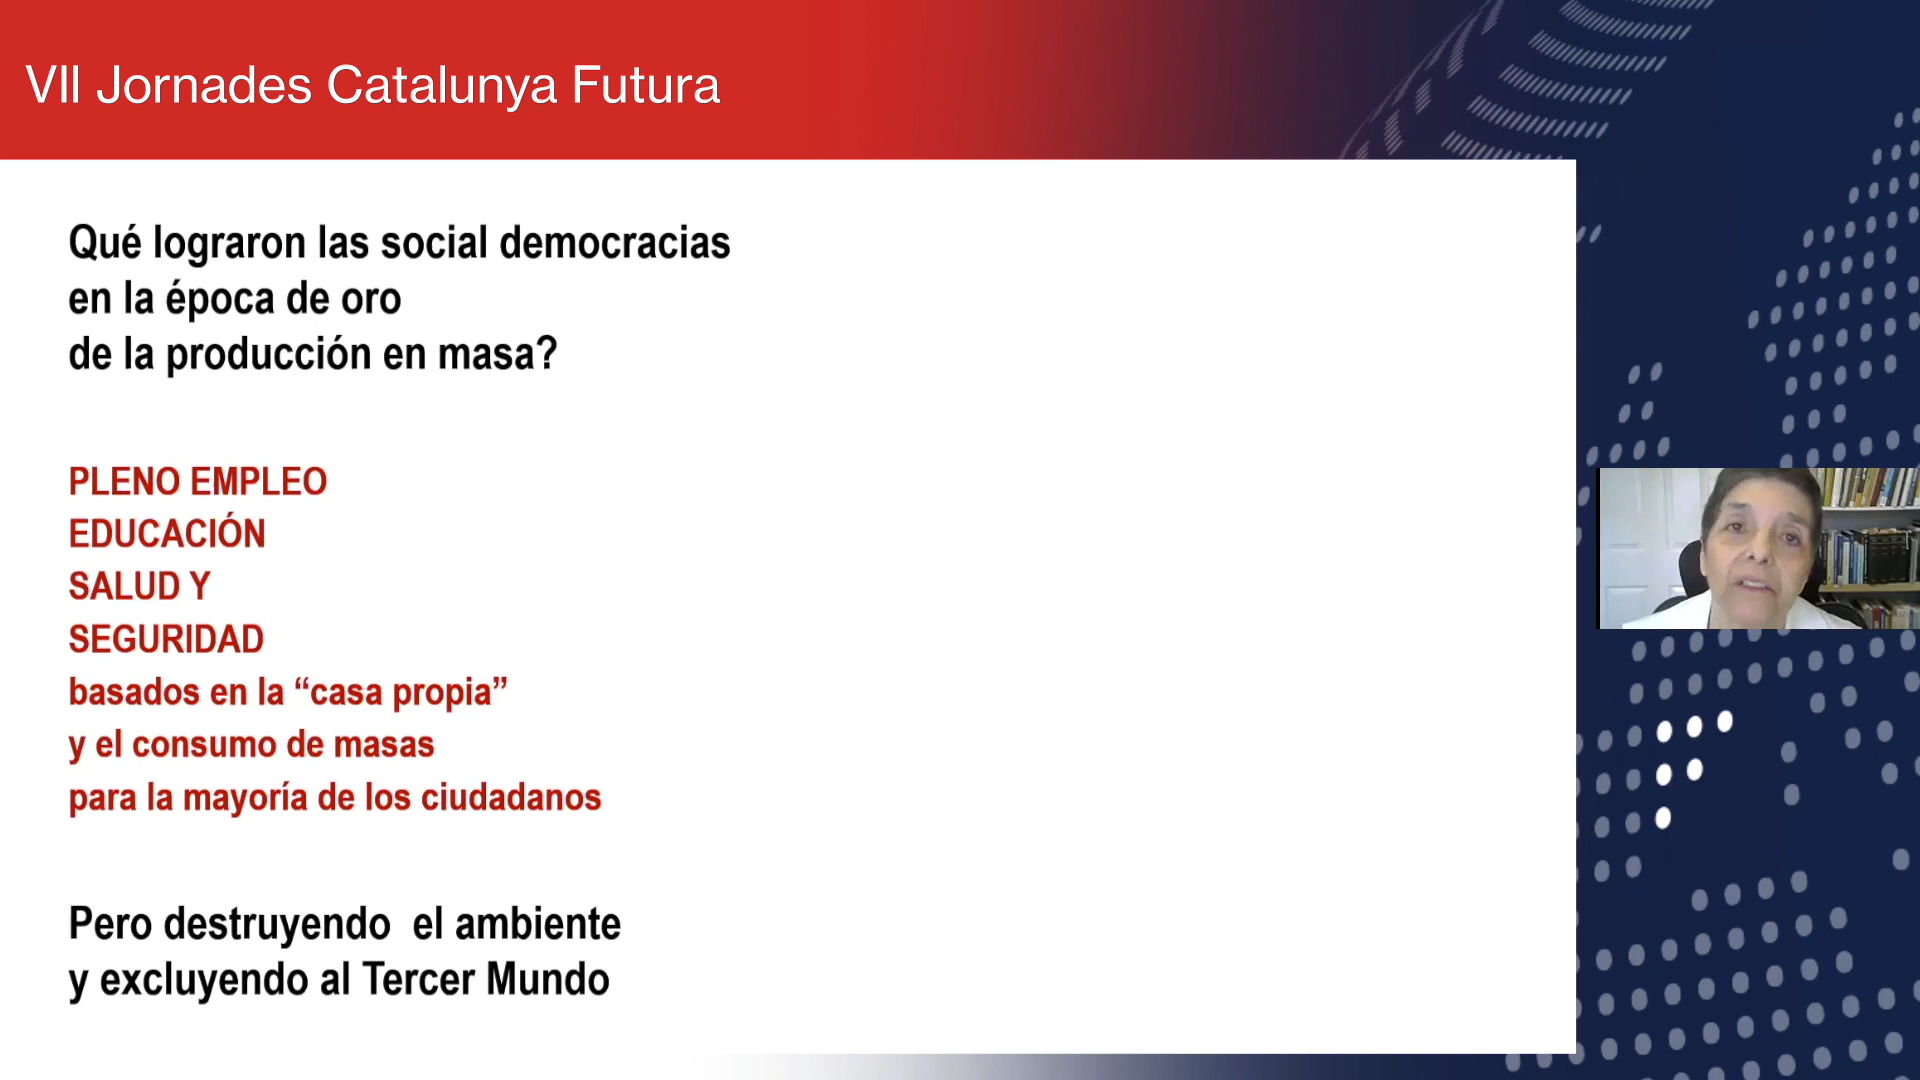 VII Jornades Catalunya Futura
Qué lograron las social democracias
en la época de oro
de la producción en masa?
PLENO EMPLEO
EDUCACIÓN
SALUD Y
SEGURIDAD
basados en la “casa propia”
y el consumo de masas
para la mayoría de los ciudadanos
Pero destruyendo  el ambiente
y excluyendo al Tercer Mundo